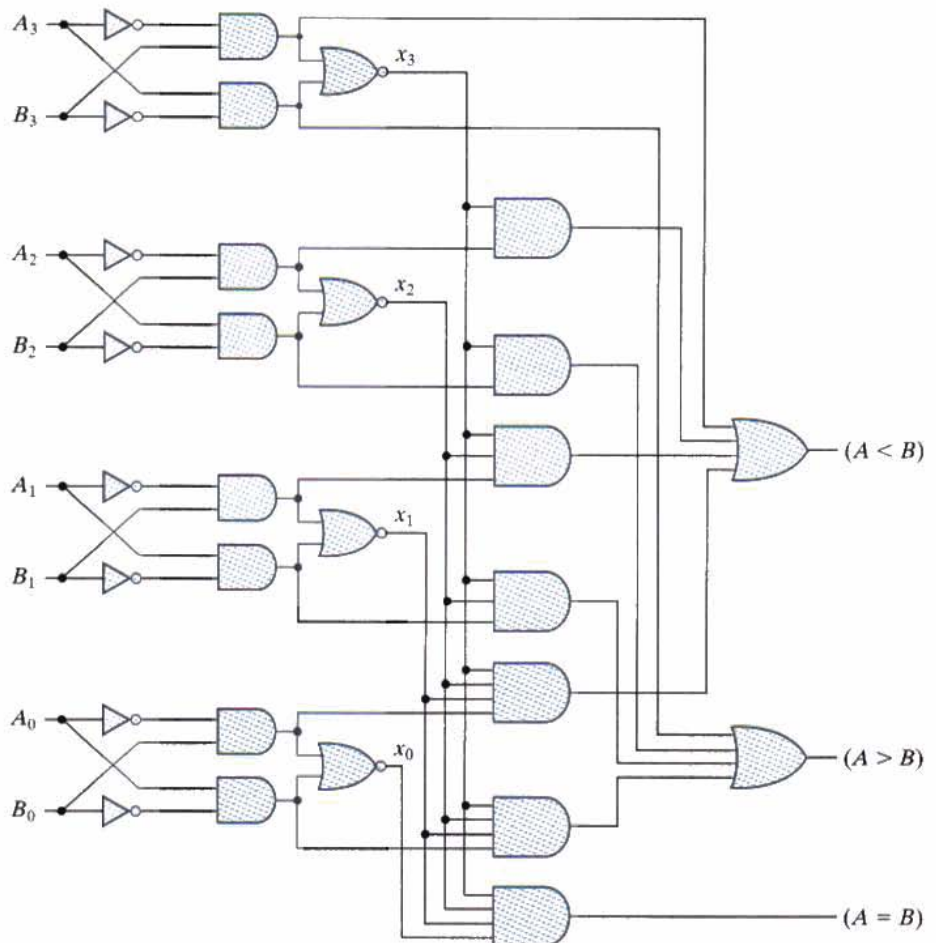 A₃
x₃
B₃
A₂
x₂
B₂
(A < B)
A₁
x₁
B₁
A₀
x₀
(A > B)
B₀
(A = B)